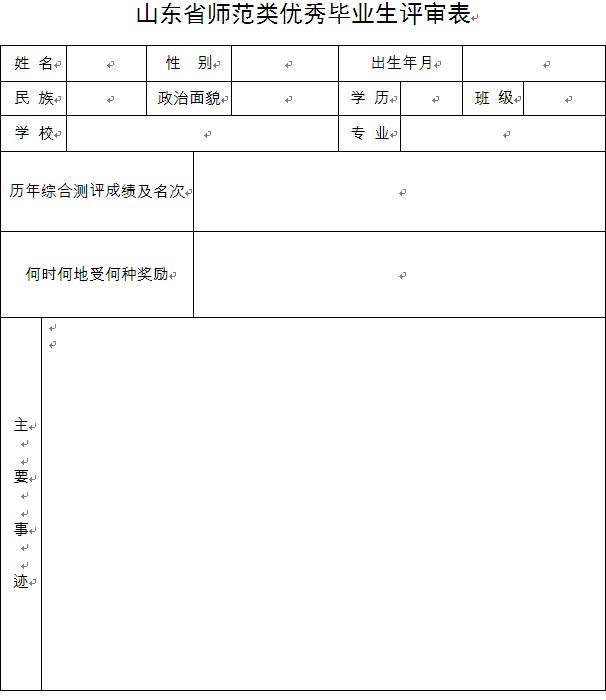 山东省师范类优秀毕业生评审表
姓 名 性 别 出生年月
民 族 政治面貌 学 历 班 级
学 校 专 业
历年综合测评成绩及名次
何时何地受何种奖励
主
要
事
迹